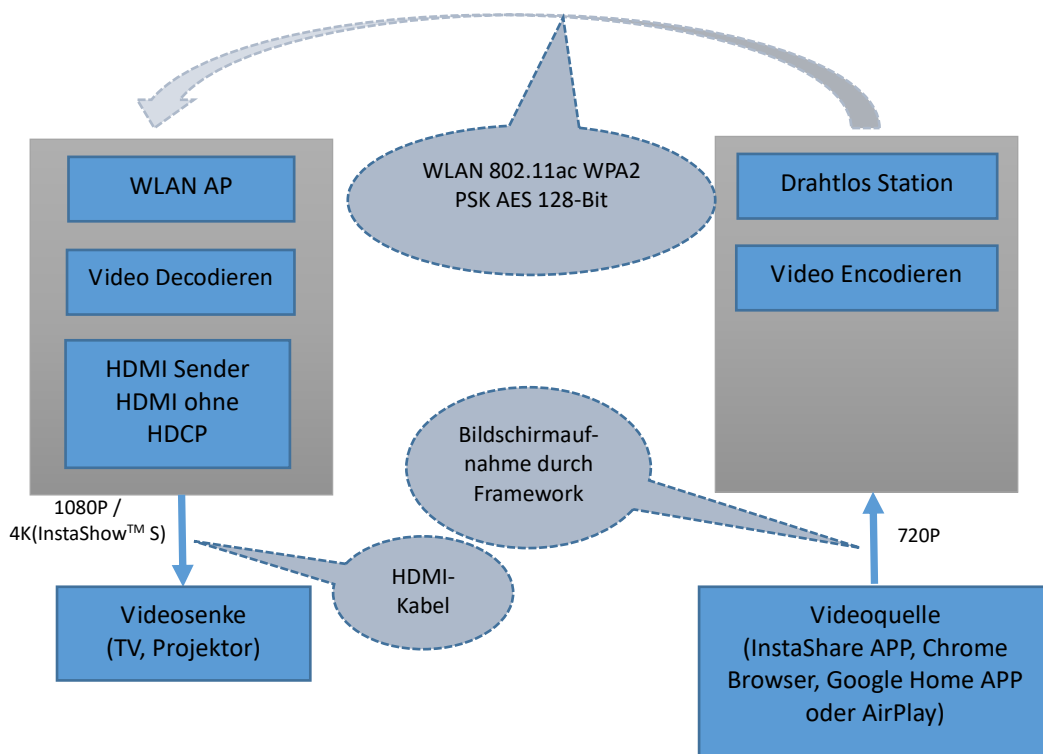 WLAN AP
Video Decodieren
HDMI Sender
HDMI ohne
HDCP
1080P /
4K(InstaShow™ S)
Videosenke
(TV, Projektor)
HDMI-
Kabel
WLAN 802.11ac WPA2
PSK AES 128-Bit
Bildschirmauf-
nahme durch
Framework
Drahtlos Station
Video Encodieren
720P
Videoquelle
(InstaShare APP, Chrome
Browser, Google Home APP
oder AirPlay)